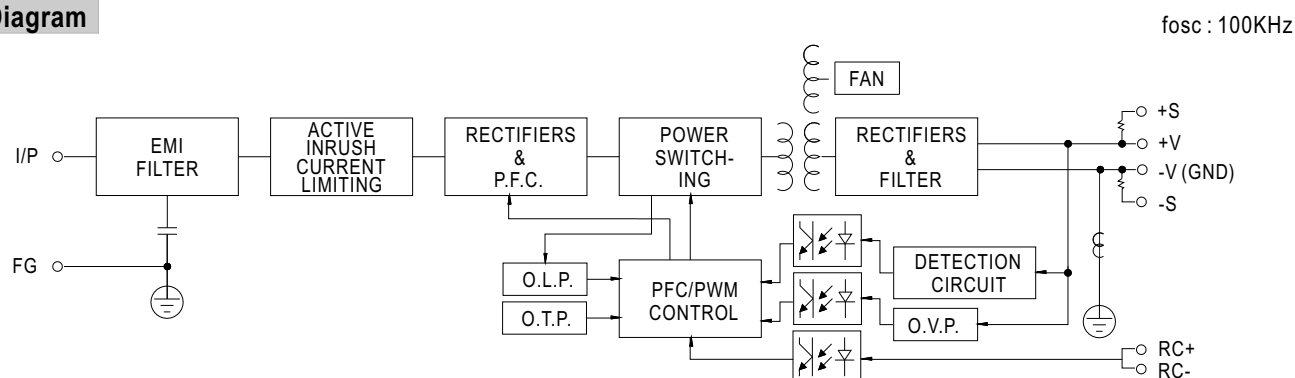 Diagram
fosc : 100KHz
FAN
I/P
EMI
FILTER
ACTIVE
INRUSH
CURRENT
LIMITING
RECTIFIERS
&
P.F.C.
POWER
SWITCH-
ING
RECTIFIERS
&
FILTER
+S
+V
-V (GND)
-S
FG
O.L.P.
O.T.P.
PFC/PWM
CONTROL
DETECTION
CIRCUIT
O.V.P.
RC+
RC-